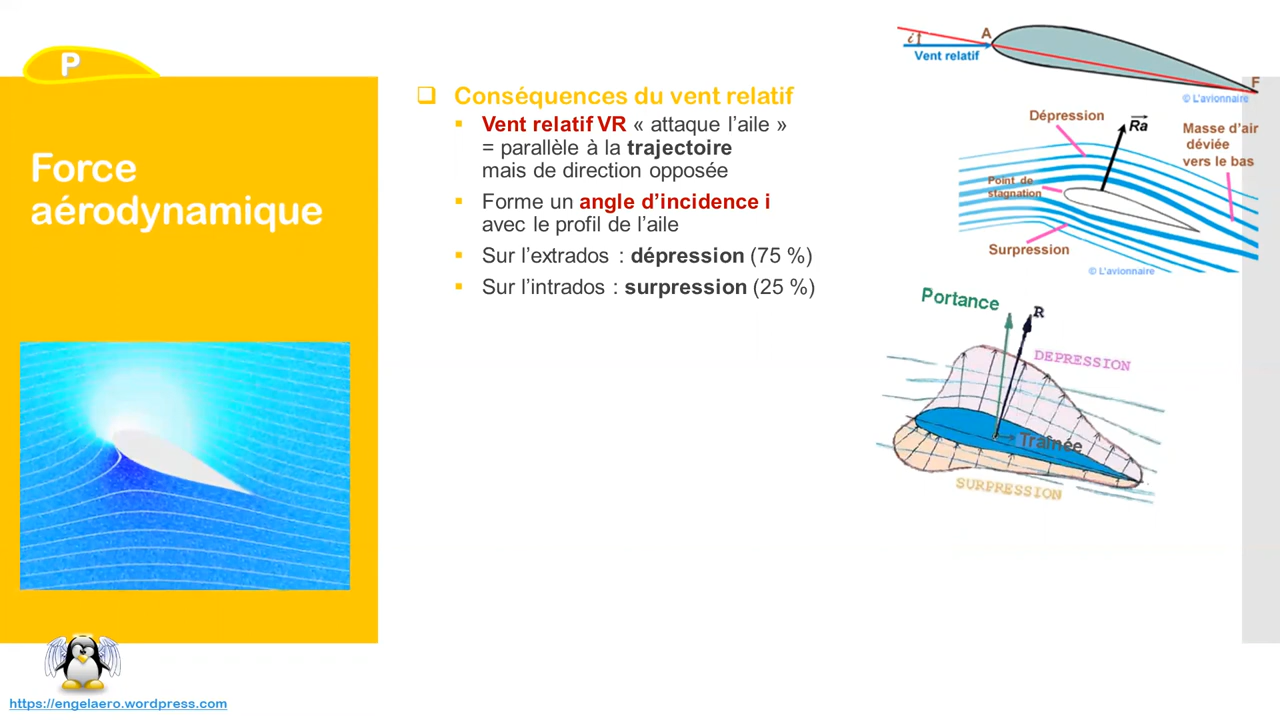 P
Force
aérodynamique
https://engelaero.wordpress.com
Conséquences du vent relatif
Vent relatif VR « attaque l’aile »
= parallèle à la trajectoire
mais de direction opposée
Forme un angle d’incidence i
avec le profil de l’aile
Sur l’extrados : dépression (75 %)
Sur l’intrados : surpression (25 %)
i
A
Vent relatif
F
© L'avionnaire
Dépression
Ra
Masse d'air
déviée
vers le bas
Point de
stagnation
Surpression
© L'avionnaire
Portance
R
DEPRESSION
Traînée
SURPRESSION